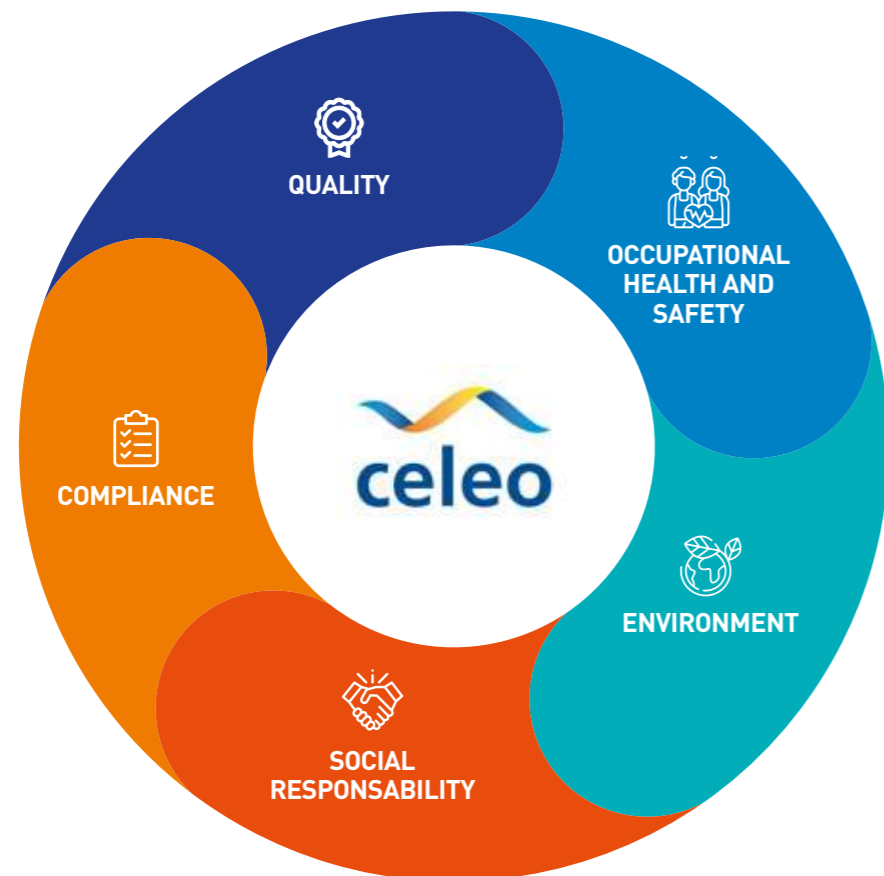 QUALITY
OCCUPATIONAL
HEALTH AND
SAFETY
celeo
COMPLIANCE
ENVIRONMENT
SOCIAL
RESPONSABILITY